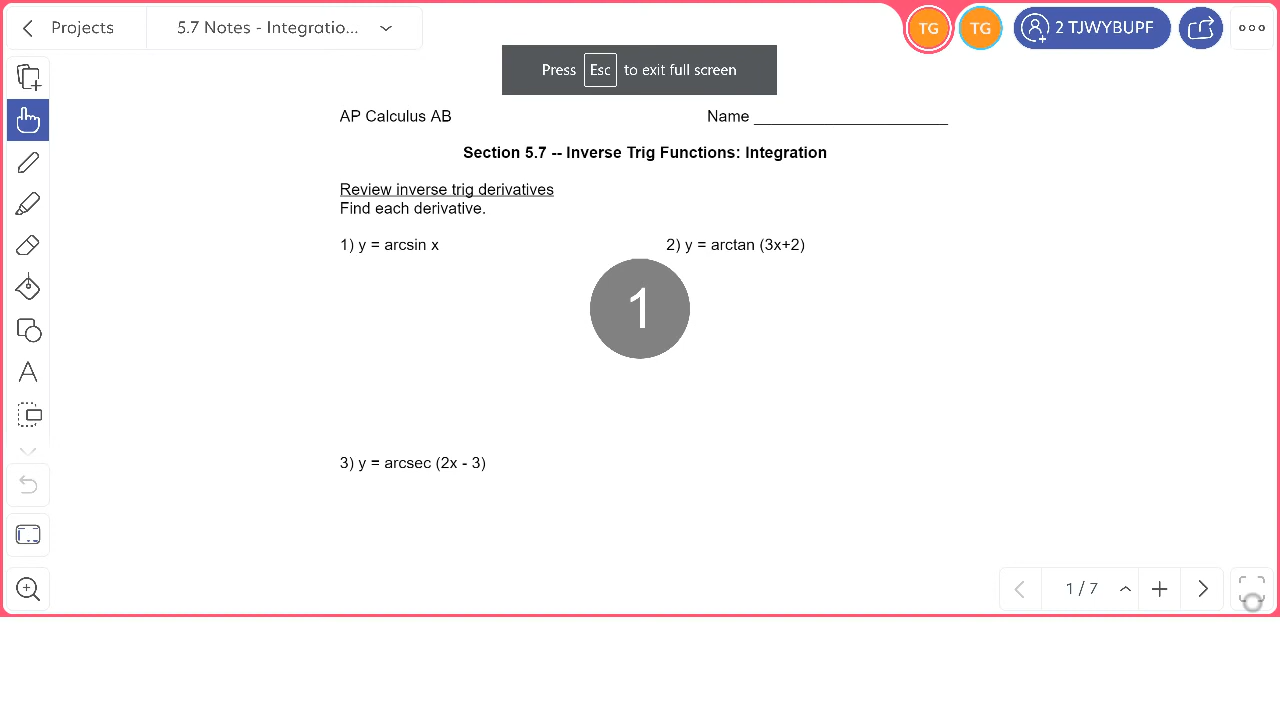 Projects
5.7 Notes - Integratio...
TG
TG
2 TJWYBUPF
Press Esc to exit full screen
AP Calculus AB
Name ______________________
Section 5.7 -- Inverse Trig Functions: Integration
Review inverse trig derivatives
Find each derivative.
1) y = arcsin x
2) y = arctan (3x+2)
1
3) y = arcsec (2x - 3)
1 / 7